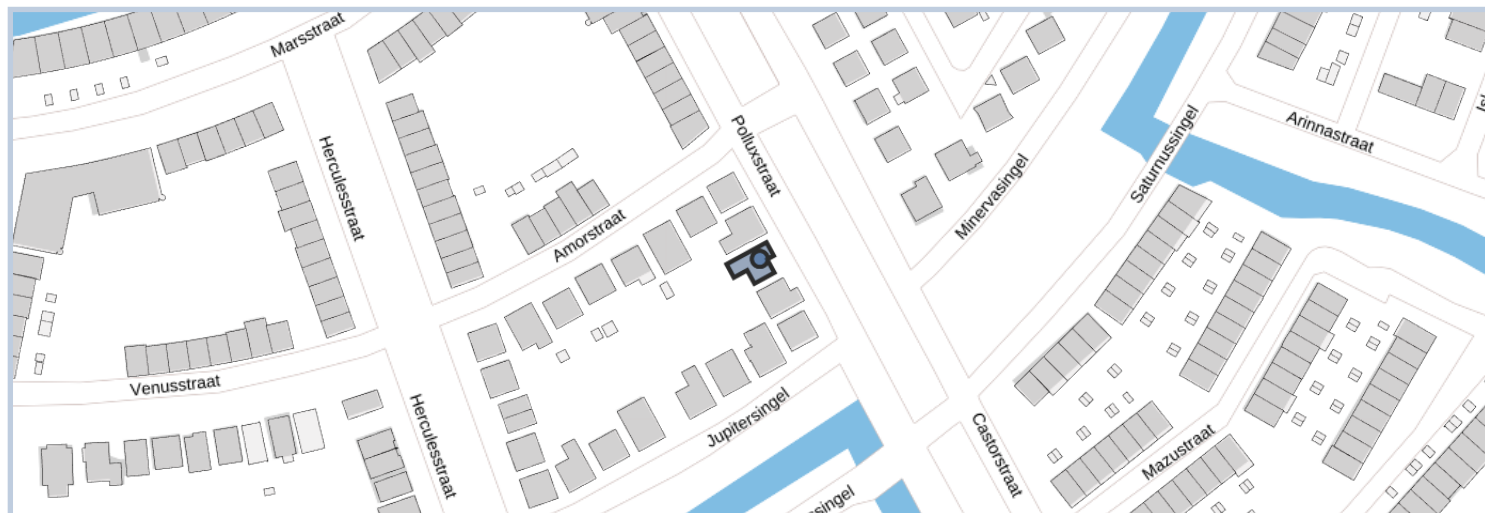 Marsstraat
Polluxstraat
Saturnussingel
Arinnastraat
Herculesstraat
Minervasingel
Amorstraat
Venusstraat
Herculesstraat
Jupitersingel
Castorstraat
Mazustraat